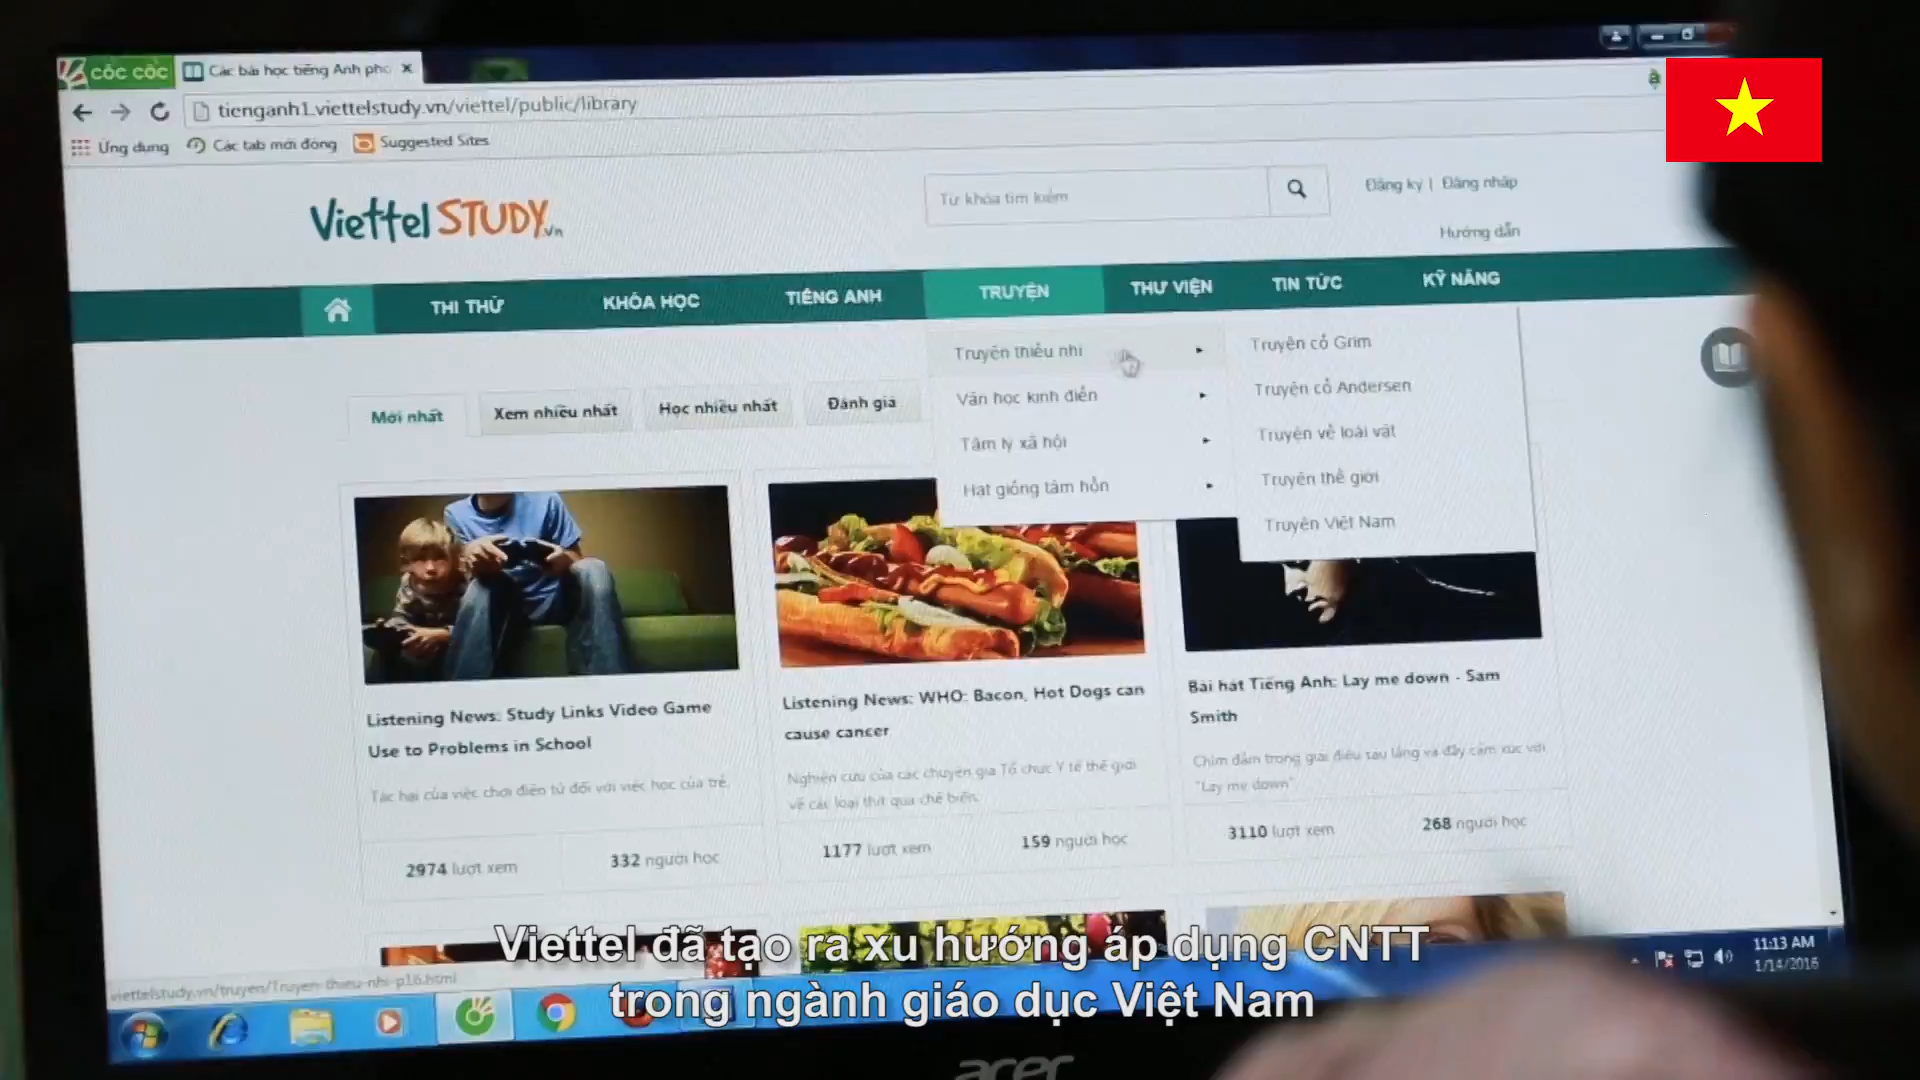 cốc cốc
Các bài học tiếng Anh pho
tienganh1.viettelstudy.vn/viettel/public/library
Ứng dụng
Các tab mới đóng
Suggested Sites
Viettel STUDY.vn
Từ khóa tìm kiếm
Đăng ký | Đăng nhập
Hướng dẫn
THI THỬ
KHÓA HỌC
TIẾNG ANH
TRUYỆN
THƯ VIỆN
TIN TỨC
KỸ NĂNG
Truyện thiếu nhi
Văn học kinh điển
Tâm lý xã hội
Hạt giống tâm hồn
Truyện cổ Grim
Truyện cổ Andersen
Truyện về loài vật
Truyện thế giới
Truyện Việt Nam
Mới nhất
Xem nhiều nhất
Học nhiều nhất
Đánh giá
Listening News: Study Links Video Game
Use to Problems in School
Tác hại của việc chơi điện tử đối với việc học của trẻ.
2974 lượt xem
332 người học
Listening News: WHO: Bacon, Hot Dogs can
cause cancer
Nghiên cứu của các chuyên gia Tổ chức Y tế thế giới
về các loại thịt qua chế biến.
1177 lượt xem
159 người học
Bài hát Tiếng Anh: Lay me down - Sam
Smith
Chìm đắm trong giai điệu sâu lắng và đầy cảm xúc với
"Lay me down"
3110 lượt xem
268 người học
Viettel đã tạo ra xu hướng áp dụng CNTT
trong ngành giáo dục Việt Nam
viettelstudy.vn/truyen/Truyen-thieu-nhi-p16.html
11:13 AM
1/14/2016
acer